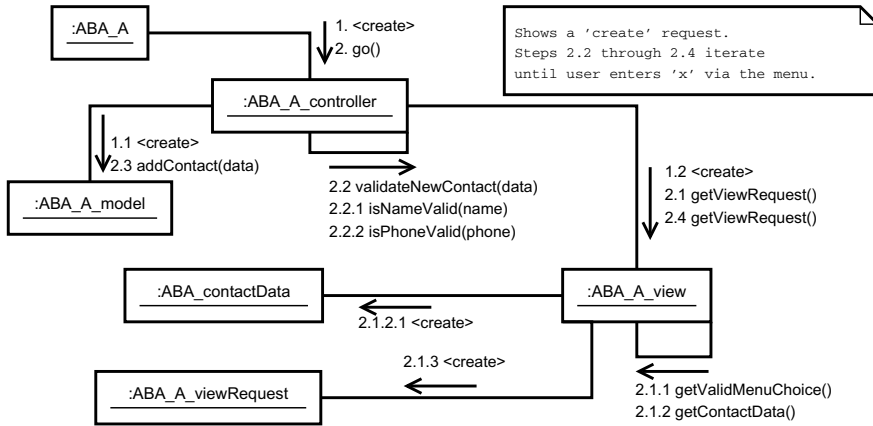 :ABA_A
1. <create>
2. go()
Shows a 'create' request.
Steps 2.2 through 2.4 iterate
until user enters 'x' via the menu.
:ABA_A_controller
1.1 <create>
2.3 addContact(data)
2.2 validateNewContact(data)
2.2.1 isNameValid(name)
2.2.2 isPhoneValid(phone)
1.2 <create>
2.1 getViewRequest()
2.4 getViewRequest()
:ABA_A_model
:ABA_contactData
:ABA_A_view
2.1.2.1 <create>
2.1.3 <create>
:ABA_A_viewRequest
2.1.1 getValidMenuChoice()
2.1.2 getContactData()